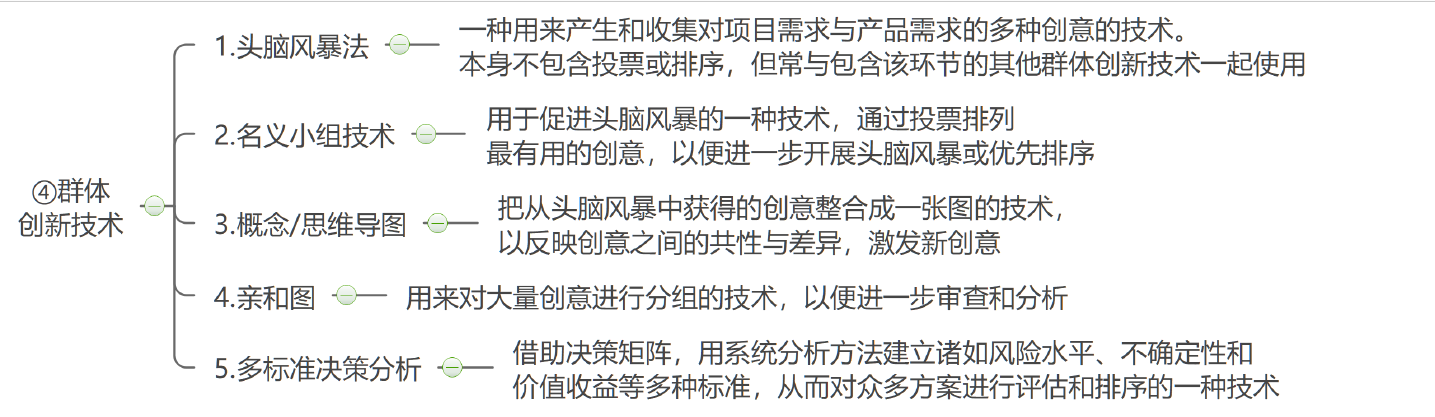 ④群体
创新技术
1.头脑风暴法
一种用来产生和收集对项目需求与产品需求的多种创意的技术。
本身不包含投票或排序，但常与包含该环节的其他群体创新技术一起使用
2.名义小组技术
用于促进头脑风暴的一种技术，通过投票排列
最有用的创意，以便进一步开展头脑风暴或优先排序
3.概念/思维导图
把从头脑风暴中获得的创意整合成一张图的技术，
以反映创意之间的共性与差异，激发新创意
4.亲和图
用来对大量创意进行分组的技术，以便进一步审查和分析
5.多标准决策分析
借助决策矩阵，用系统分析方法建立诸如风险水平、不确定性和
价值收益等多种标准，从而对众多方案进行评估和排序的一种技术